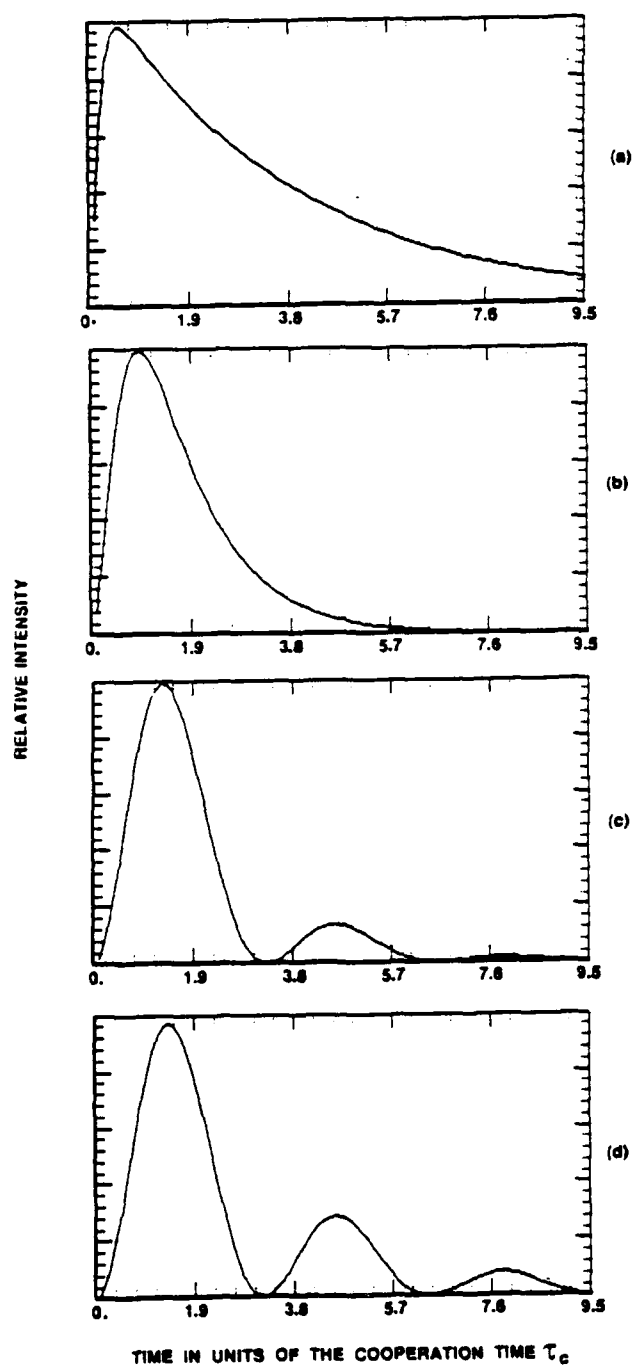 (a)
0. 1.9 3.8 5.7 7.6 9.5
(b)
0. 1.9 3.8 5.7 7.6 9.5
RELATIVE INTENSITY
(c)
0. 1.9 3.8 5.7 7.6 9.5
(d)
0. 1.9 3.8 5.7 7.6 9.5
TIME IN UNITS OF THE COOPERATION TIME τc